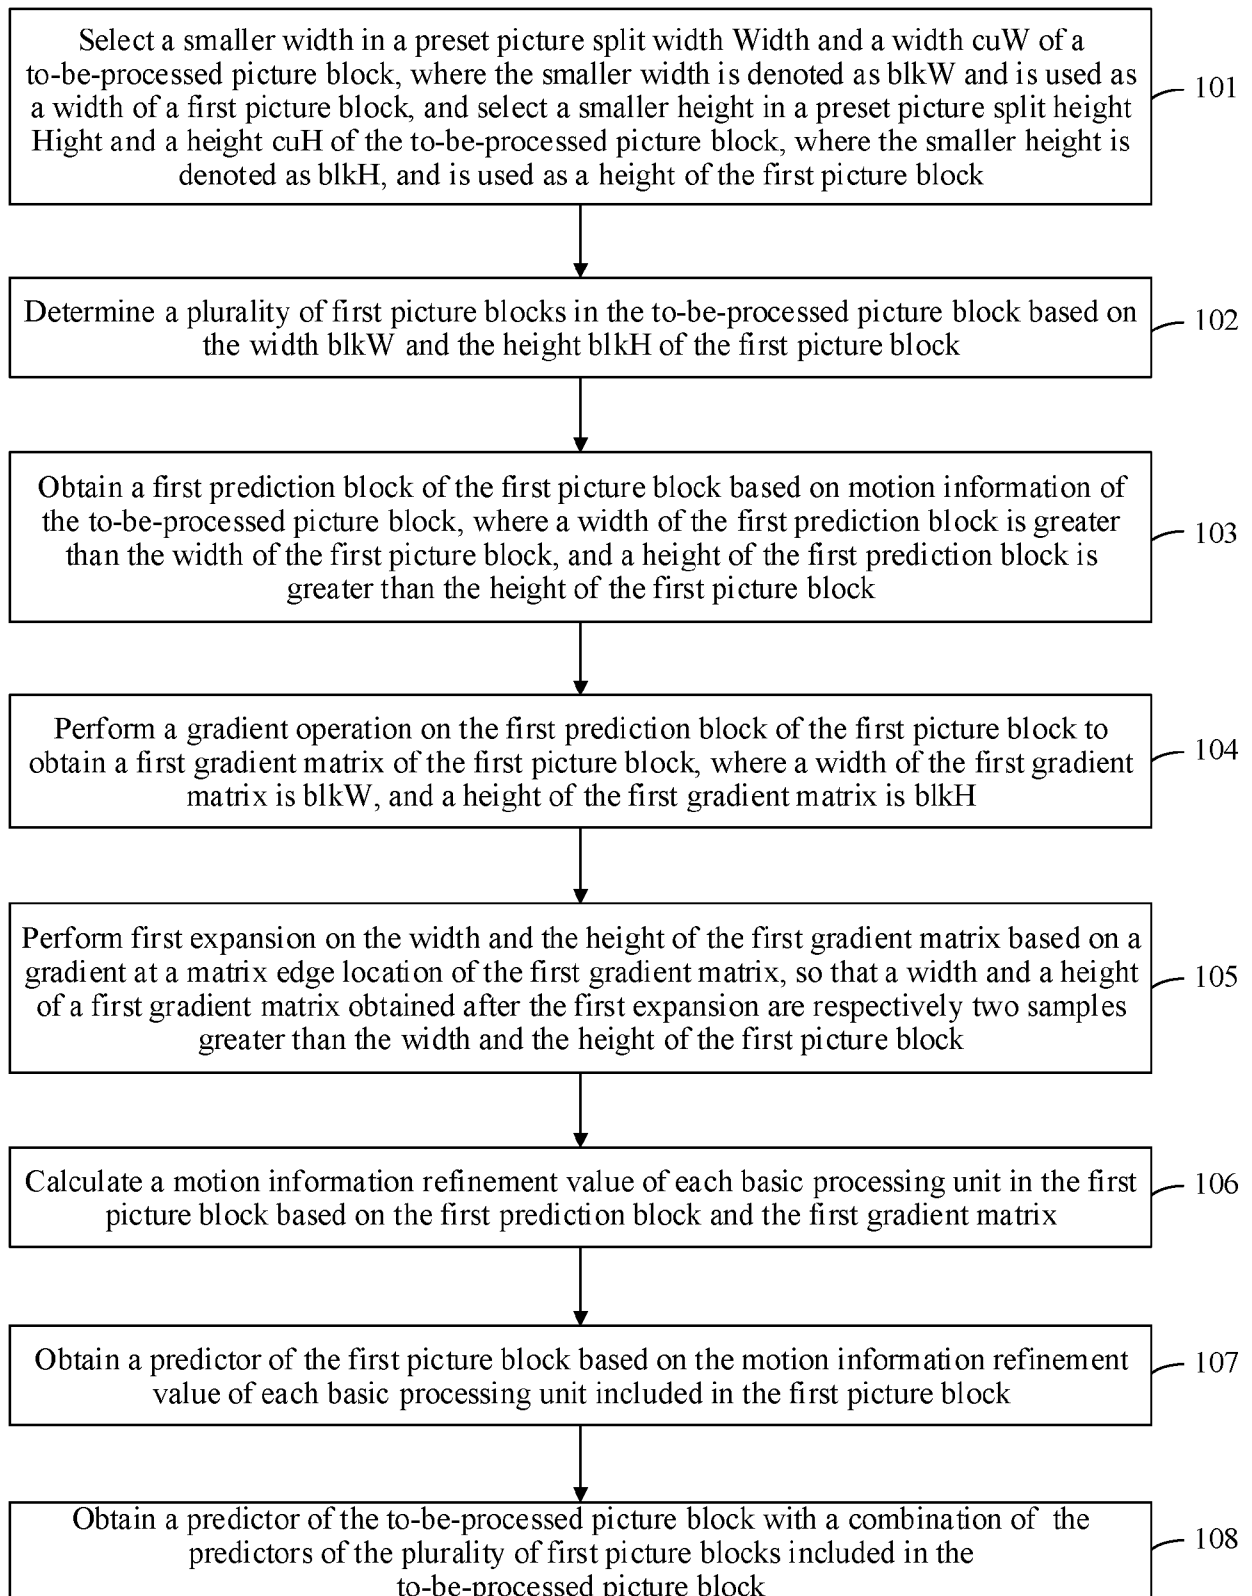 Select a smaller width in a preset picture split width Width and a width cuW of a
to-be-processed picture block, where the smaller width is denoted as blkW and is used as
a width of a first picture block, and select a smaller height in a preset picture split height
Hight and a height cuH of the to-be-processed picture block, where the smaller height is
denoted as blkH, and is used as a height of the first picture block
101
Determine a plurality of first picture blocks in the to-be-processed picture block based on
the width blkW and the height blkH of the first picture block
102
Obtain a first prediction block of the first picture block based on motion information of
the to-be-processed picture block, where a width of the first prediction block is greater
than the width of the first picture block, and a height of the first prediction block is
greater than the height of the first picture block
103
Perform a gradient operation on the first prediction block of the first picture block to
obtain a first gradient matrix of the first picture block, where a width of the first gradient
matrix is blkW, and a height of the first gradient matrix is blkH
104
Perform first expansion on the width and the height of the first gradient matrix based on a
gradient at a matrix edge location of the first gradient matrix, so that a width and a height
of a first gradient matrix obtained after the first expansion are respectively two samples
greater than the width and the height of the first picture block
105
Calculate a motion information refinement value of each basic processing unit in the first
picture block based on the first prediction block and the first gradient matrix
106
Obtain a predictor of the first picture block based on the motion information refinement
value of each basic processing unit included in the first picture block
107
Obtain a predictor of the to-be-processed picture block with a combination of the
predictors of the plurality of first picture blocks included in the
to-be-processed picture block
108